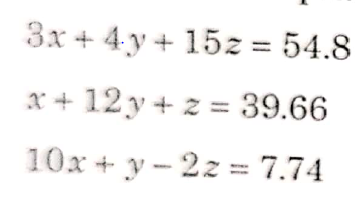 3x + 4y + 15z = 54.8
x + 12y + z = 39.66
10x + y - 2z = 7.74